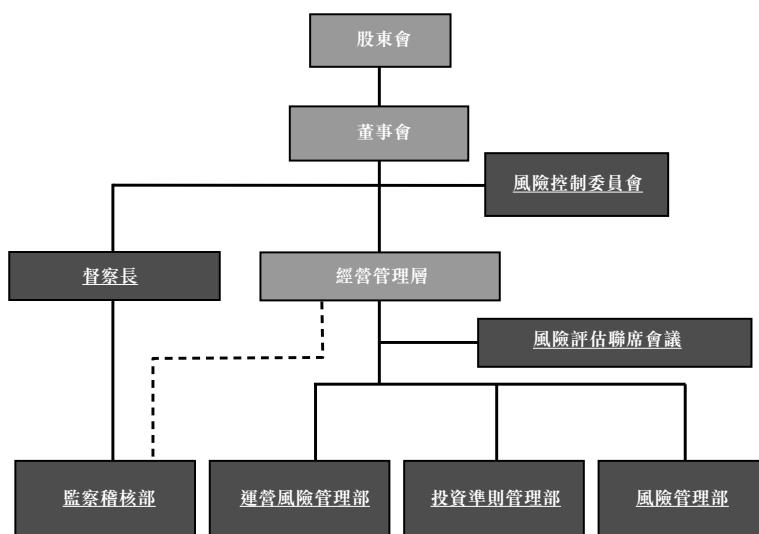 股東會
董事會
風險控制委員會
督察長
經營管理層
風險評估聯席會議
監察稽核部
運營風險管理部
投資準則管理部
風險管理部